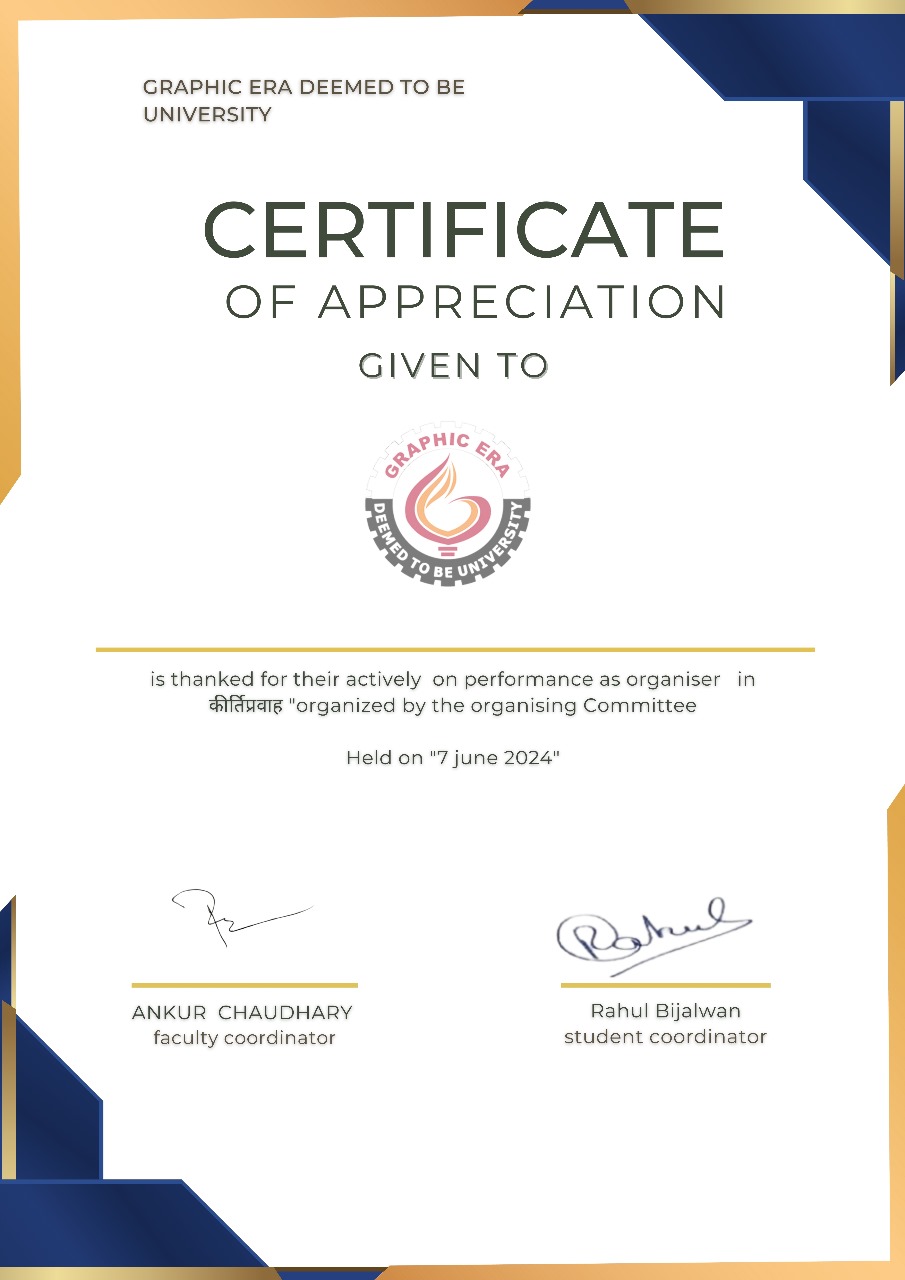 GRAPHIC ERA DEEMED TO BE
UNIVERSITY
CERTIFICATE
OF APPRECIATION
GIVEN TO
GRAPHIC ERA
DEEMED TO BE UNIVERSITY
is thanked for their actively on performance as organiser in
कीर्तिप्रवाह "organized by the organising Committee
Held on "7 june 2024"
Rahul
ANKUR CHAUDHARY
faculty coordinator
Rahul Bijalwan
student coordinator